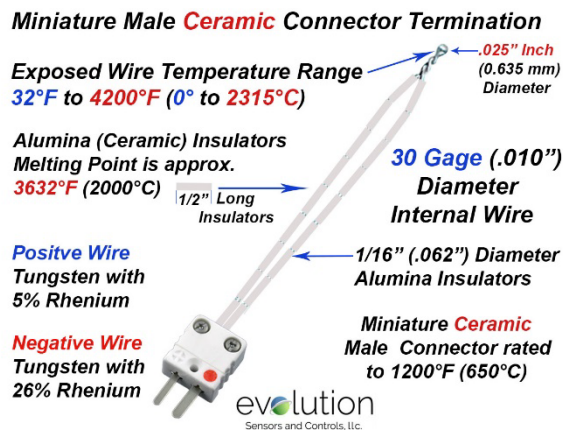 Miniature Male Ceramic Connector Termination
.025” Inch
(0.635 mm)
Diameter
Exposed Wire Temperature Range
32°F to 4200°F (0° to 2315°C)
Alumina (Ceramic) Insulators
Melting Point is approx.
3632°F (2000°C)
1/2” Long
Insulators
30 Gage (.010”)
Diameter
Internal Wire
1/16” (.062”) Diameter
Alumina Insulators
Positve Wire
Tungsten with
5% Rhenium
Negative Wire
Tungsten with
26% Rhenium
Miniature Ceramic
Male Connector rated
to 1200°F (650°C)
evolution
Sensors and Controls, llc.